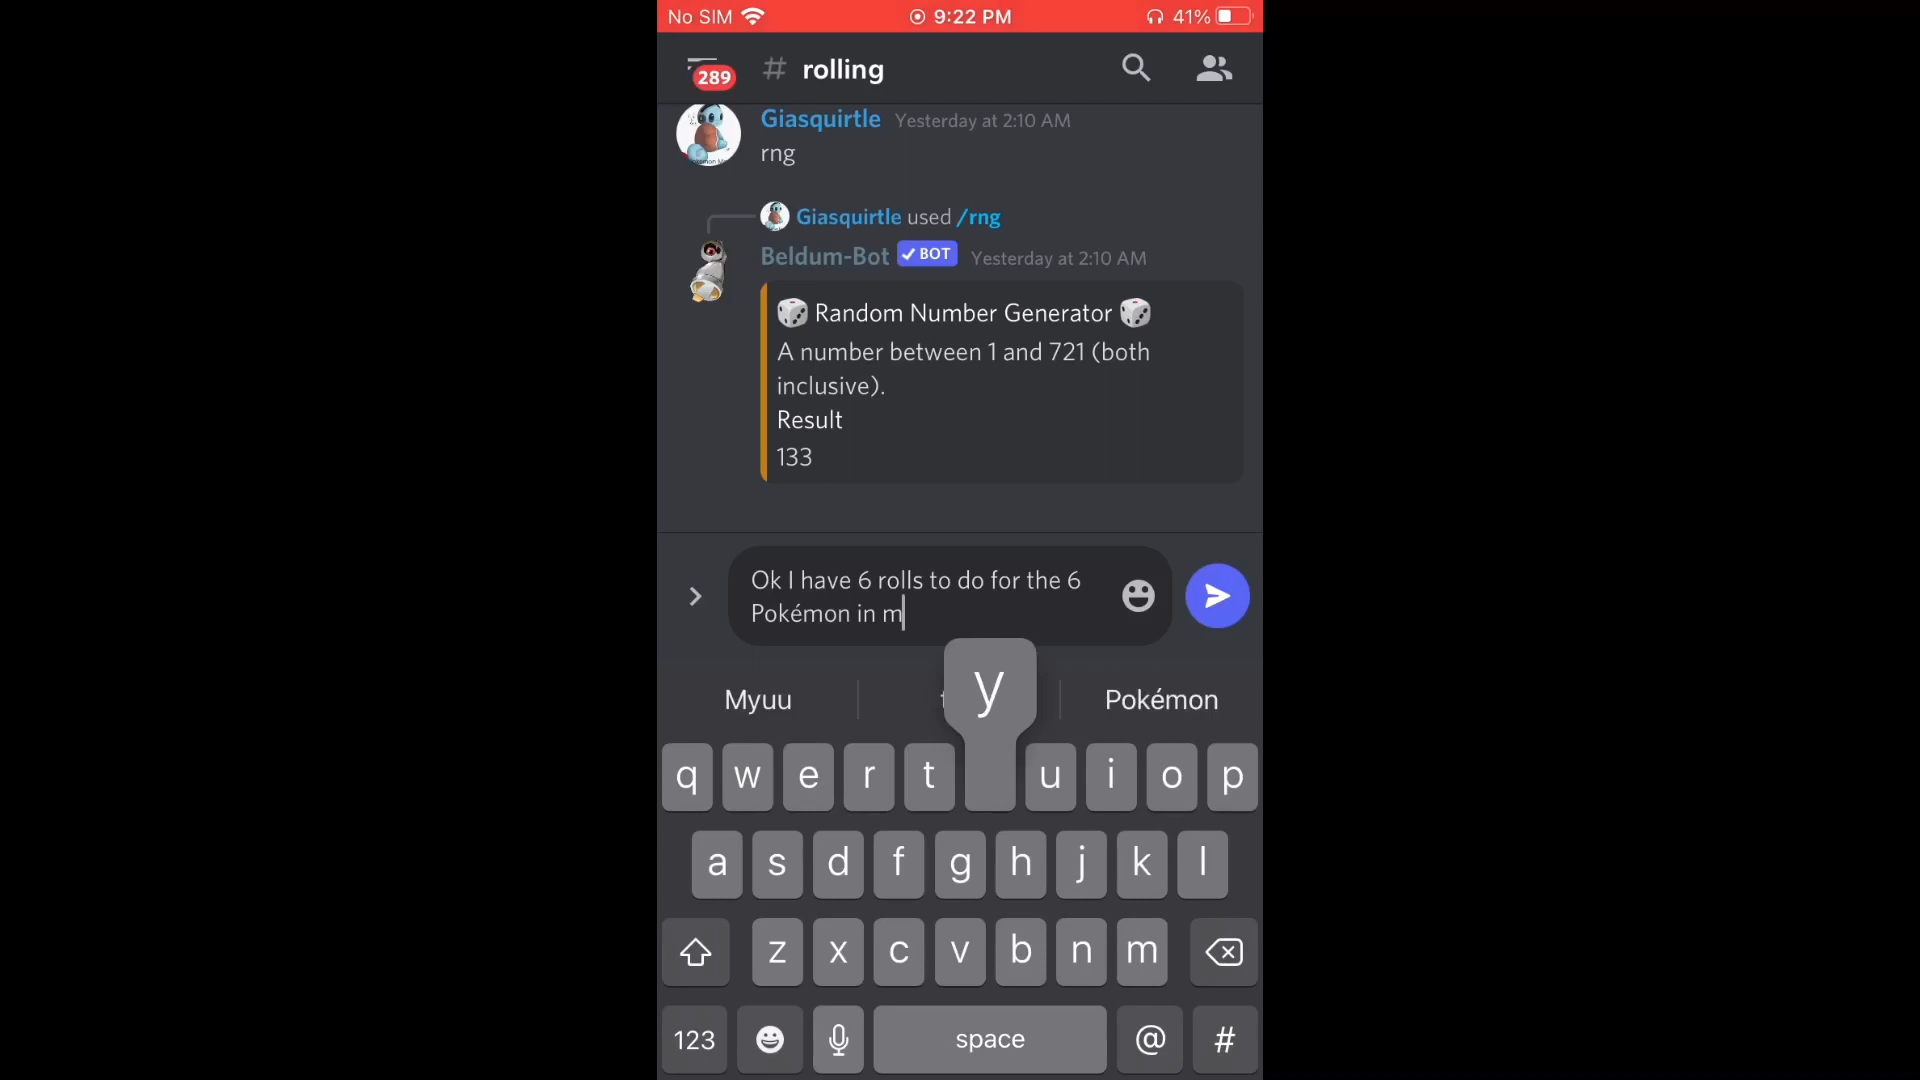 No SIM 9:22 PM 41%
289 # rolling
Giasquirtle Yesterday at 2:10 AM
rng
Giasquirtle used /rng
Beldum-Bot BOT Yesterday at 2:10 AM
Random Number Generator
A number between 1 and 721 (both
inclusive).
Result
133
Ok I have 6 rolls to do for the 6
Pokémon in m
Myuu Pokémon
y
q w e r t u i o p
a s d f g h j k l
z x c v b n m
123 space @ #